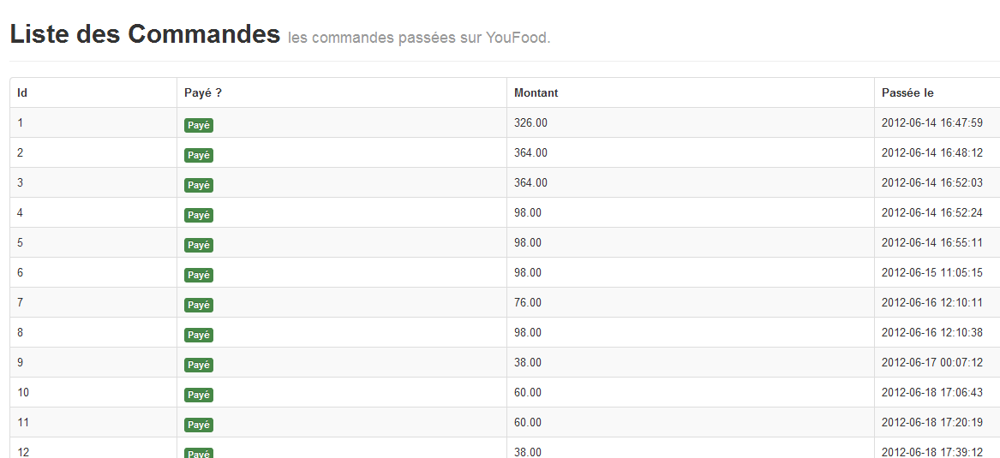 Liste des Commandes les commandes passées sur YouFood.
Id Payé ? Montant Passée le
1 Payé 326.00 2012-06-14 16:47:59
2 Payé 364.00 2012-06-14 16:48:12
3 Payé 364.00 2012-06-14 16:52:03
4 Payé 98.00 2012-06-14 16:52:24
5 Payé 98.00 2012-06-14 16:55:11
6 Payé 98.00 2012-06-15 11:05:15
7 Payé 76.00 2012-06-16 12:10:11
8 Payé 98.00 2012-06-16 12:10:38
9 Payé 38.00 2012-06-17 00:07:12
10 Payé 60.00 2012-06-18 17:06:43
11 Payé 60.00 2012-06-18 17:20:19
12 Payé 38.00 2012-06-18 17:39:12